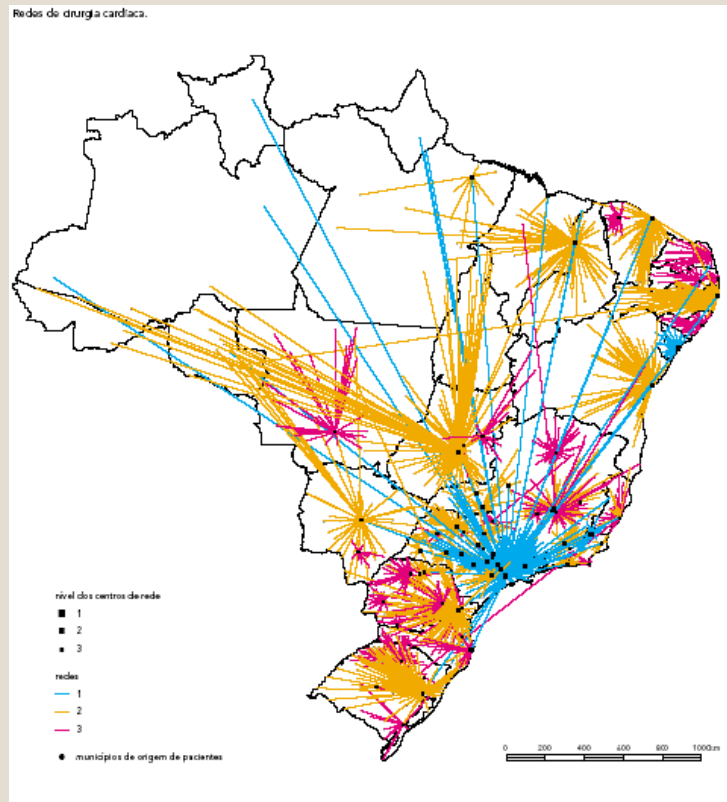 Redes de cirurgia cardíaca.
nível dos centros de rede
1
2
3
redes
1
2
3
municípios de origem de pacientes
0 200 400 600 800 1000km